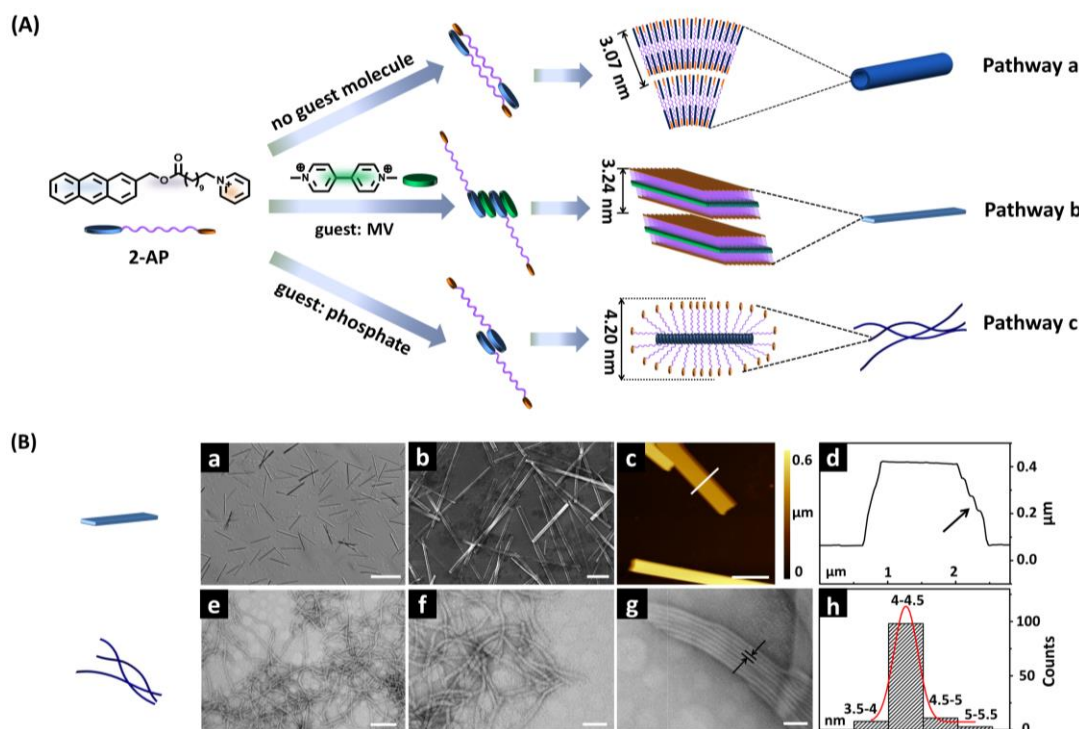 (A)
no guest molecule
3.07 nm
Pathway a
O
O
9
N
+
2-AP
⊕
N
N
⊕
guest: MV
3.24 nm
Pathway b
guest: phosphate
4.20 nm
Pathway c
(B)
a
b
c
0.6
μm
0
d
0.4
0.2
0.0
μm
μm 1 2
e
f
g
h
4-4.5
3.5-4
4.5-5
5-5.5
nm
100
50
0
Counts